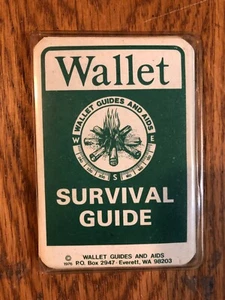 Wallet
WALLET GUIDES AND AIDS
W E
S
SURVIVAL
GUIDE
© WALLET GUIDES AND AIDS
1975 P.O. Box 2947 - Everett, WA 98203